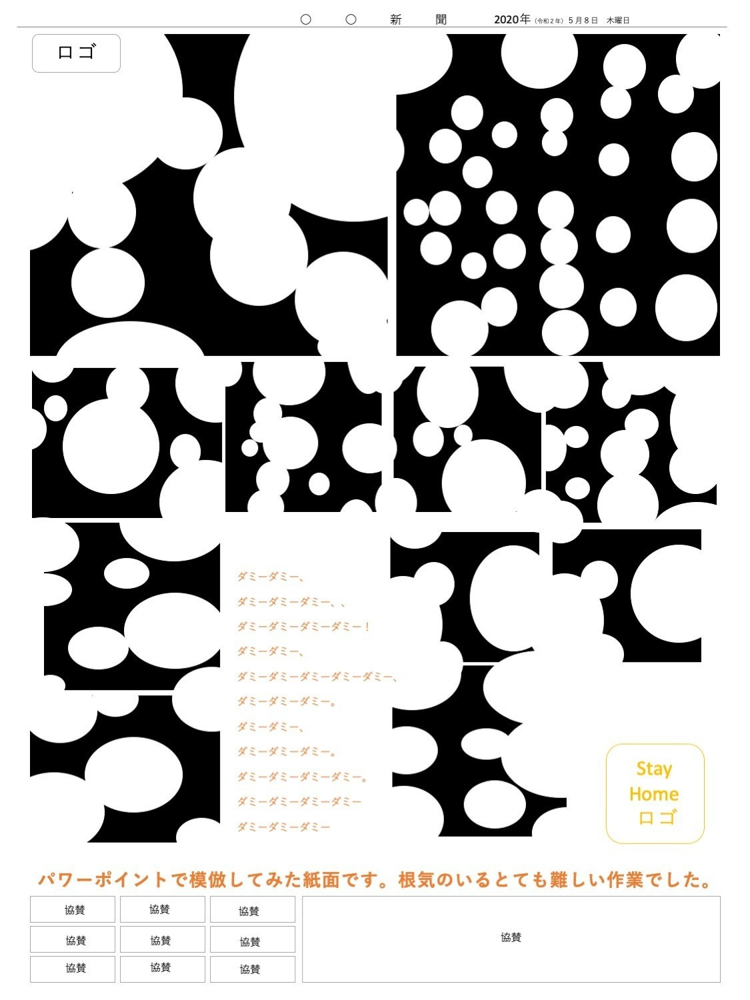 ○ ○ 新 聞 2020年（令和２年）５月８日 木曜日
ロゴ
ダミーダミー、
ダミーダミーダミー、、
ダミーダミーダミーダミー！
ダミーダミー、
ダミーダミーダミーダミーダミー、
ダミーダミーダミー。
ダミーダミー、
ダミーダミーダミー。
ダミーダミーダミーダミー。
ダミーダミーダミーダミー
ダミーダミーダミー
Stay
Home
ロゴ
パワーポイントで模倣してみた紙面です。根気のいるとても難しい作業でした。
協賛 協賛 協賛
協賛 協賛 協賛
協賛 協賛 協賛
協賛